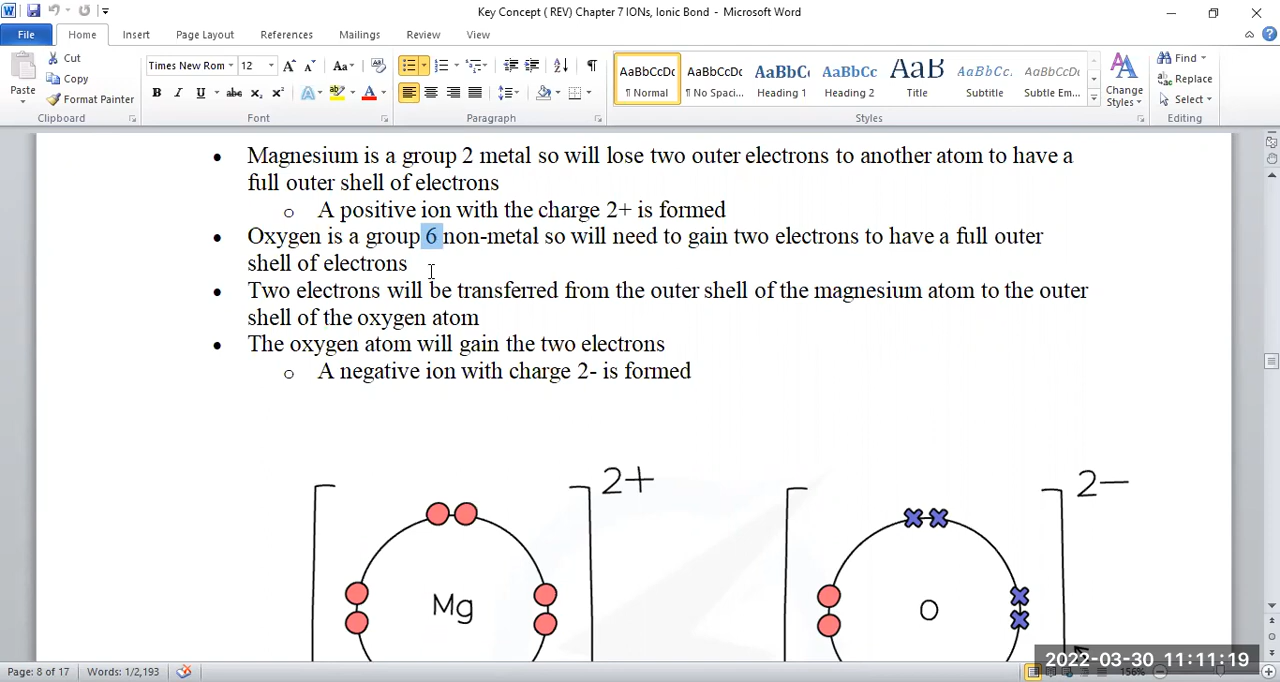 Key Concept ( REV) Chapter 7 IONs, Ionic Bond - Microsoft Word
File Home Insert Page Layout References Mailings Review View
Paste
Cut
Copy
Format Painter
Clipboard
Times New Rom 12
Font
Paragraph
AaBbCcDc AaBbCcDc AaBbCc AaBbCc AaB AaBbCc. AaBbCcDc
¶ Normal ¶ No Spaci... Heading 1 Heading 2 Title Subtitle Subtle Em...
Change Styles
Styles
Find
Replace
Select
Editing
• Magnesium is a group 2 metal so will lose two outer electrons to another atom to have a
full outer shell of electrons
o A positive ion with the charge 2+ is formed
• Oxygen is a group 6 non-metal so will need to gain two electrons to have a full outer
shell of electrons
• Two electrons will be transferred from the outer shell of the magnesium atom to the outer
shell of the oxygen atom
• The oxygen atom will gain the two electrons
o A negative ion with charge 2- is formed
2+
2-
Mg
O
2022-03-30 11:11:19
Page: 8 of 17 Words: 1/2,193 156%